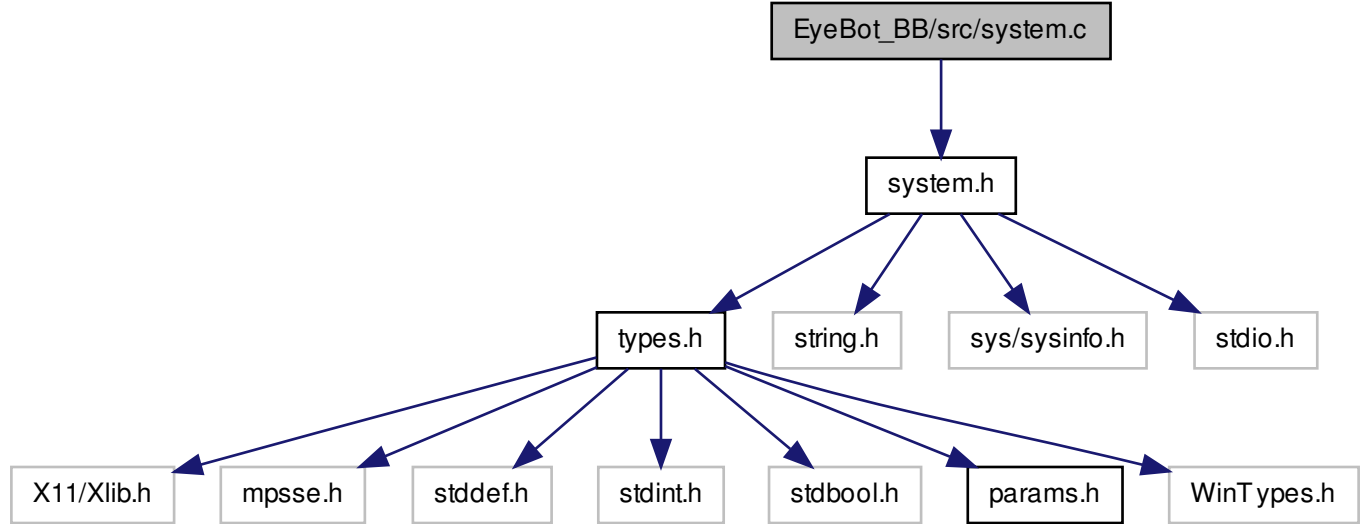 EyeBot_BB/src/system.c
system.h
types.h
string.h
sys/sysinfo.h
stdio.h
X11/Xlib.h
mpsse.h
stddef.h
stdint.h
stdbool.h
params.h
WinTypes.h